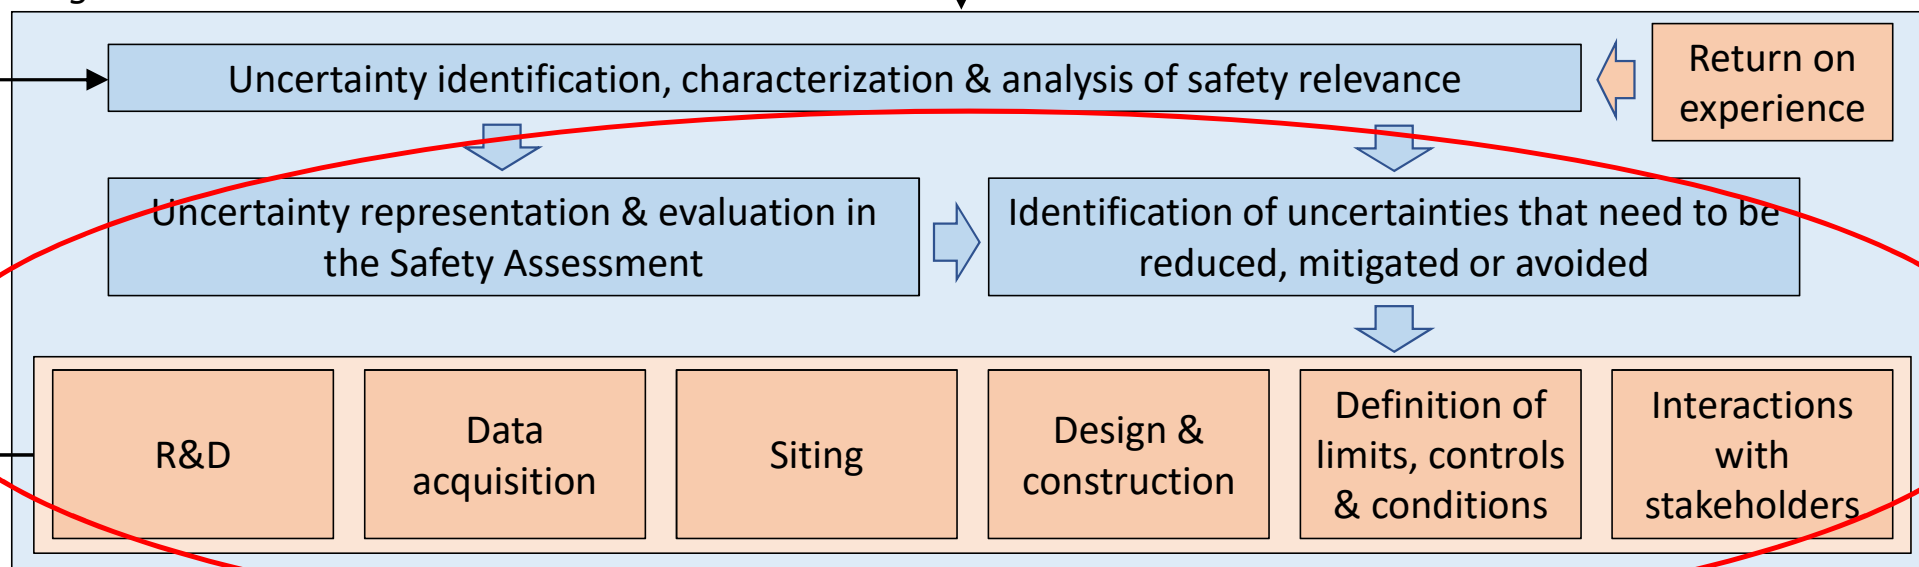 Uncertainty identification, characterization & analysis of safety relevance
Return on
experience
Uncertainty representation & evaluation in
the Safety Assessment
Identification of uncertainties that need to be
reduced, mitigated or avoided
R&D
Data
acquisition
Siting
Design &
construction
Definition of
limits, controls
& conditions
Interactions
with
stakeholders